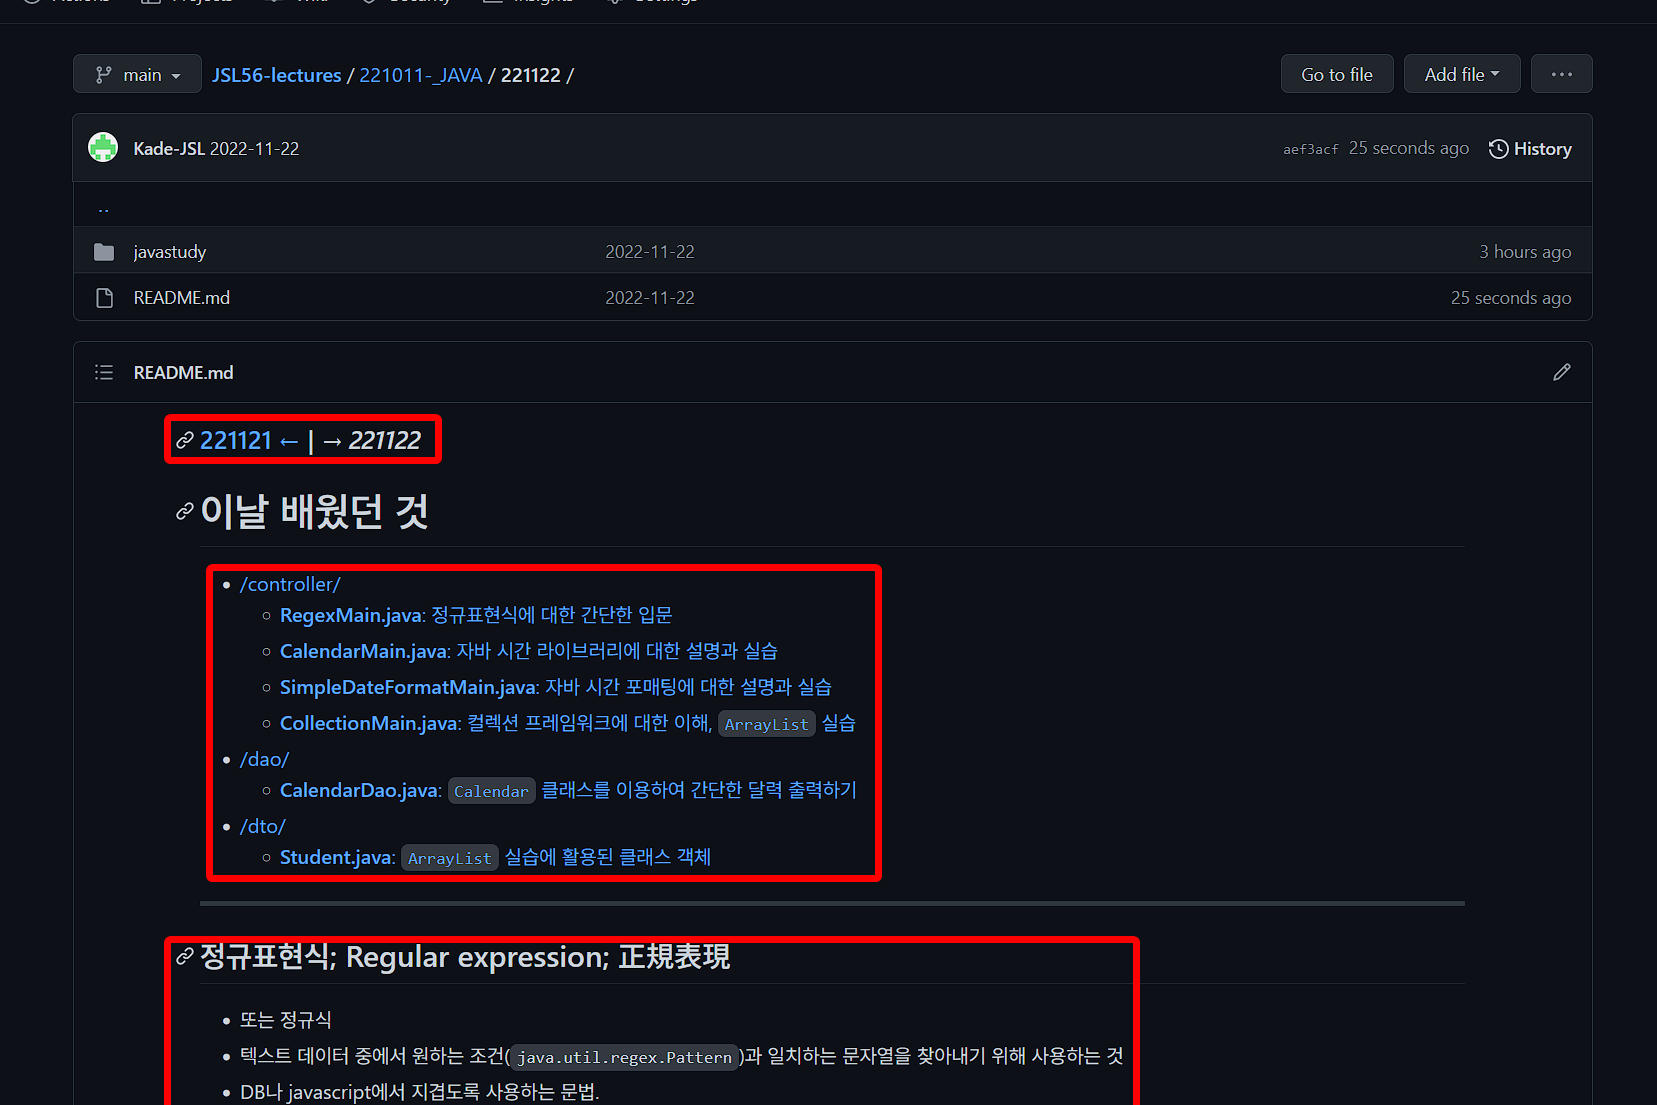 Actions Projects Wiki Security Insights Settings
main JSL56-lectures / 221011-_JAVA / 221122 / Go to file Add file ...
Kade-JSL 2022-11-22 aef3acf 25 seconds ago History
..
javastudy 2022-11-22 3 hours ago
README.md 2022-11-22 25 seconds ago
README.md
221121 ← | → 221122
이날 배웠던 것
• /controller/
◦ RegexMain.java: 정규표현식에 대한 간단한 입문
◦ CalendarMain.java: 자바 시간 라이브러리에 대한 설명과 실습
◦ SimpleDateFormatMain.java: 자바 시간 포매팅에 대한 설명과 실습
◦ CollectionMain.java: 컬렉션 프레임워크에 대한 이해, ArrayList 실습
• /dao/
◦ CalendarDao.java: Calendar 클래스를 이용하여 간단한 달력 출력하기
• /dto/
◦ Student.java: ArrayList 실습에 활용된 클래스 객체
정규표현식; Regular expression; 正規表現
• 또는 정규식
• 텍스트 데이터 중에서 원하는 조건(java.util.regex.Pattern)과 일치하는 문자열을 찾아내기 위해 사용하는 것
• DB나 javascript에서 지겹도록 사용하는 문법.